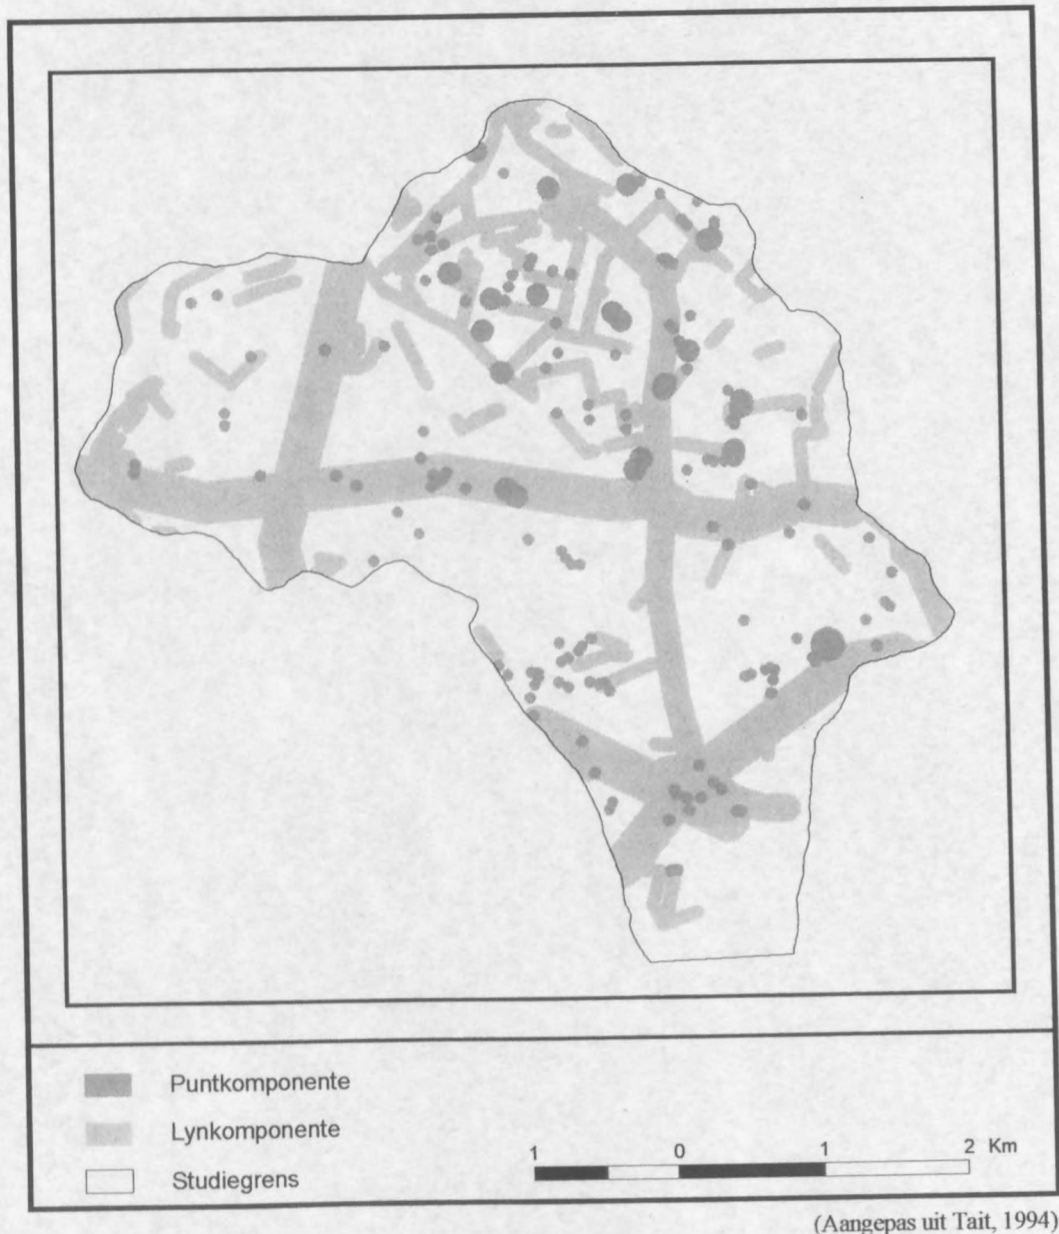 Puntkomponente
Lynkomponente
Studiegrens
1 0 1 2 Km
(Aangepas uit Tait, 1994)